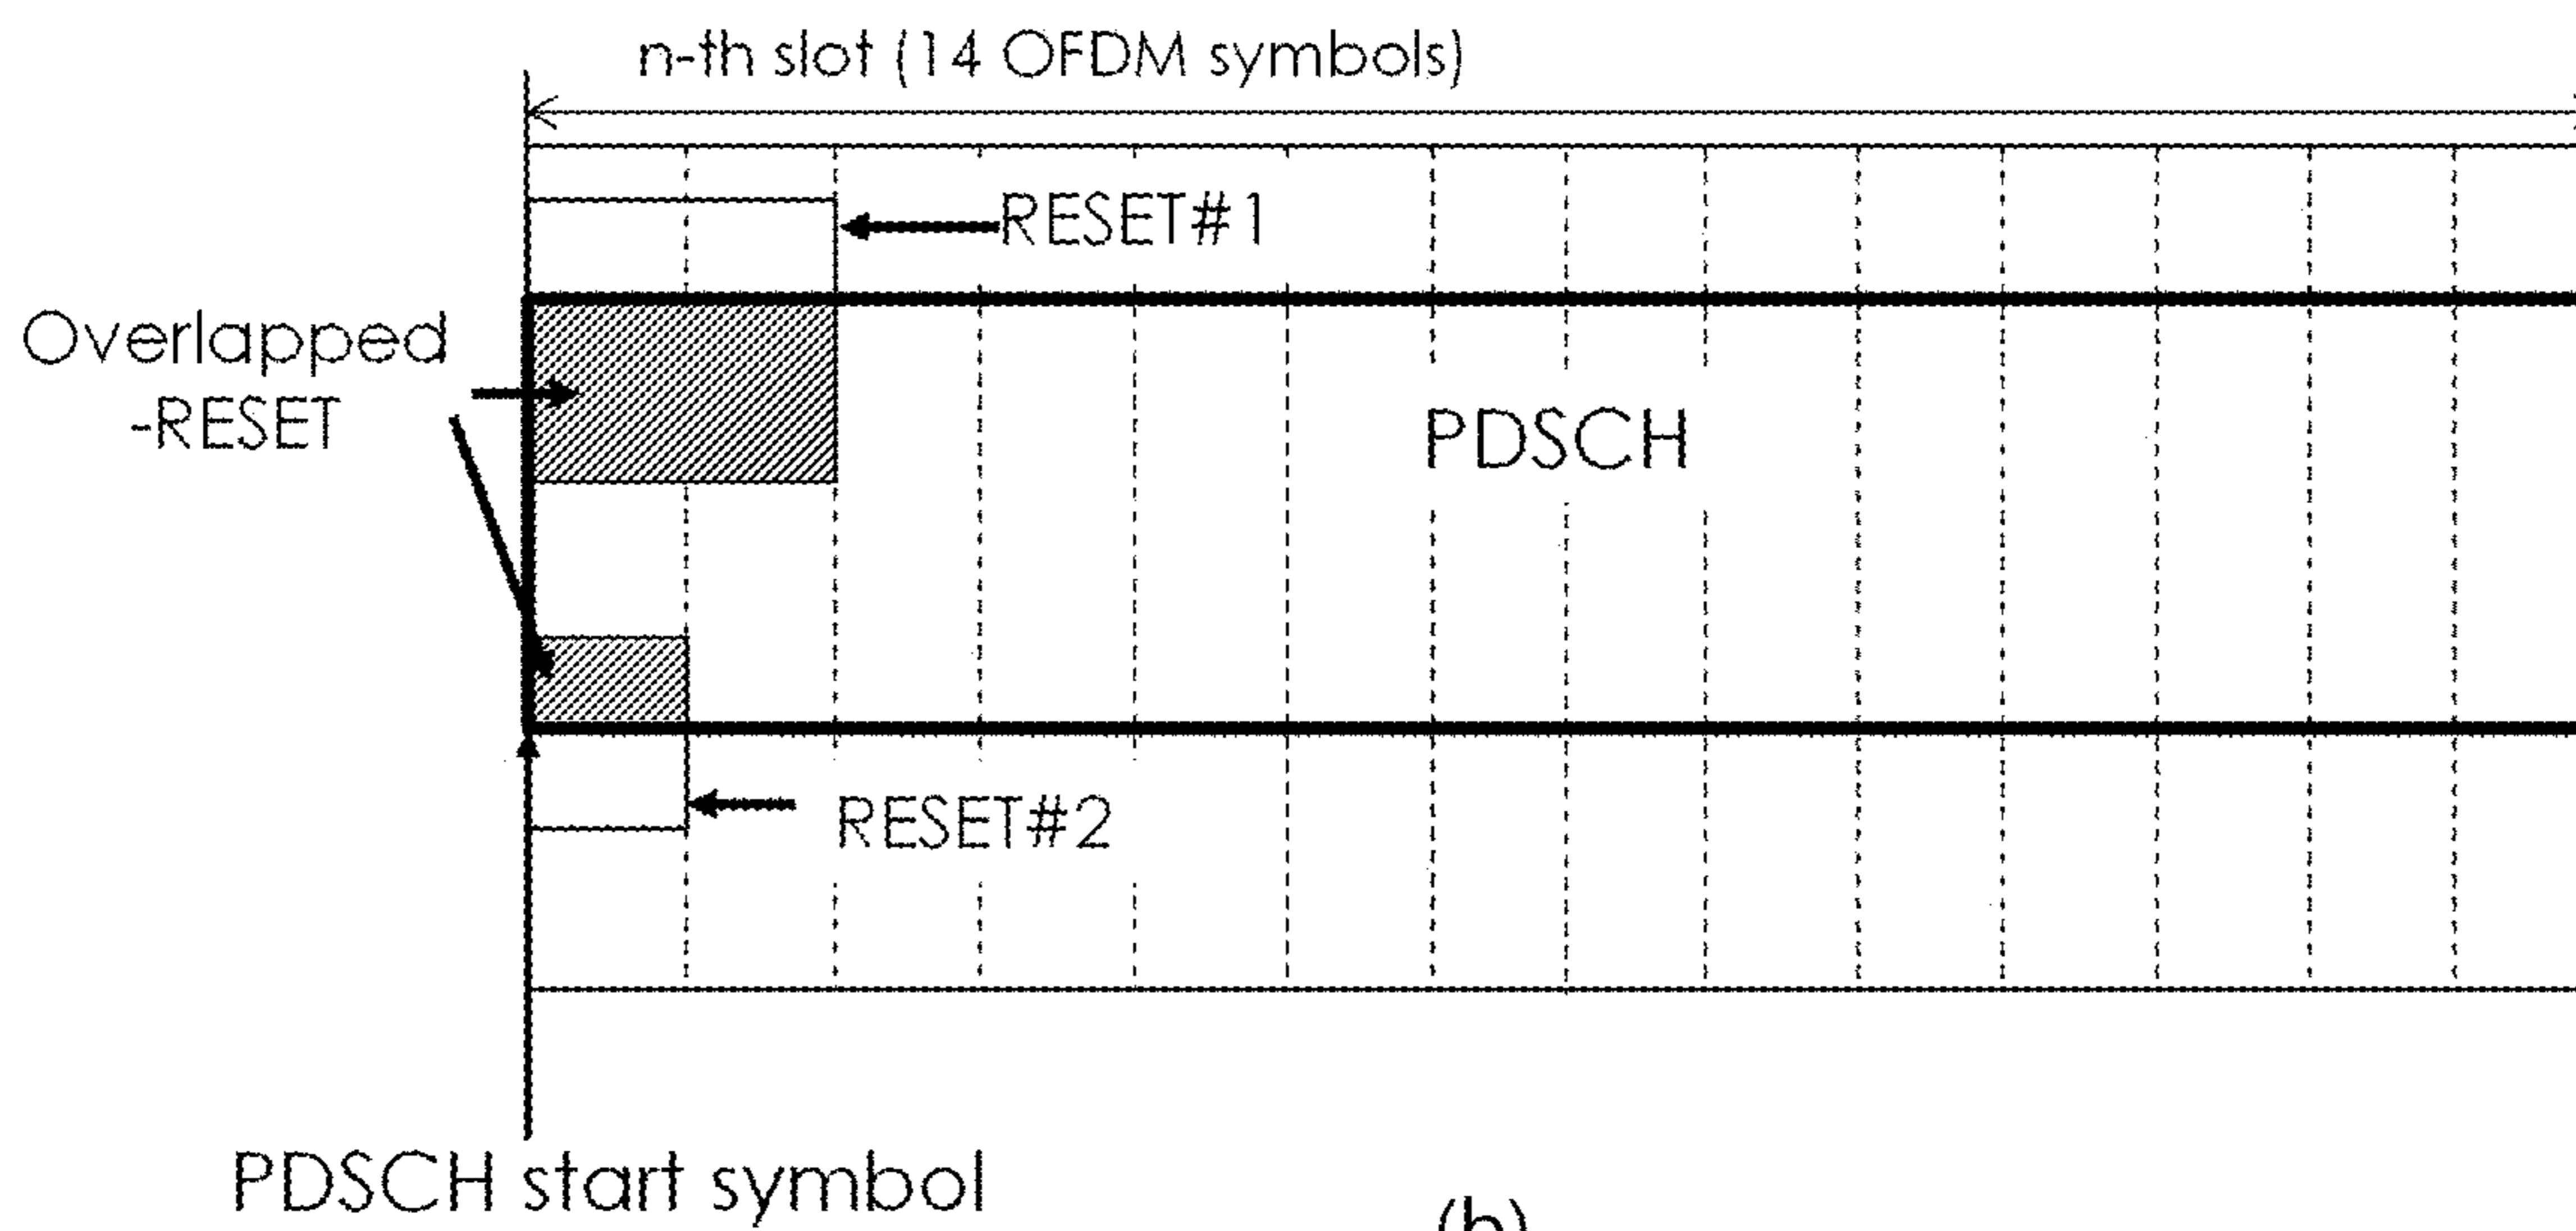 n-th slot (14 OFDM symbols)
RESET#1
Overlapped
-RESET
PDSCH
RESET#2
PDSCH start symbol
(b)